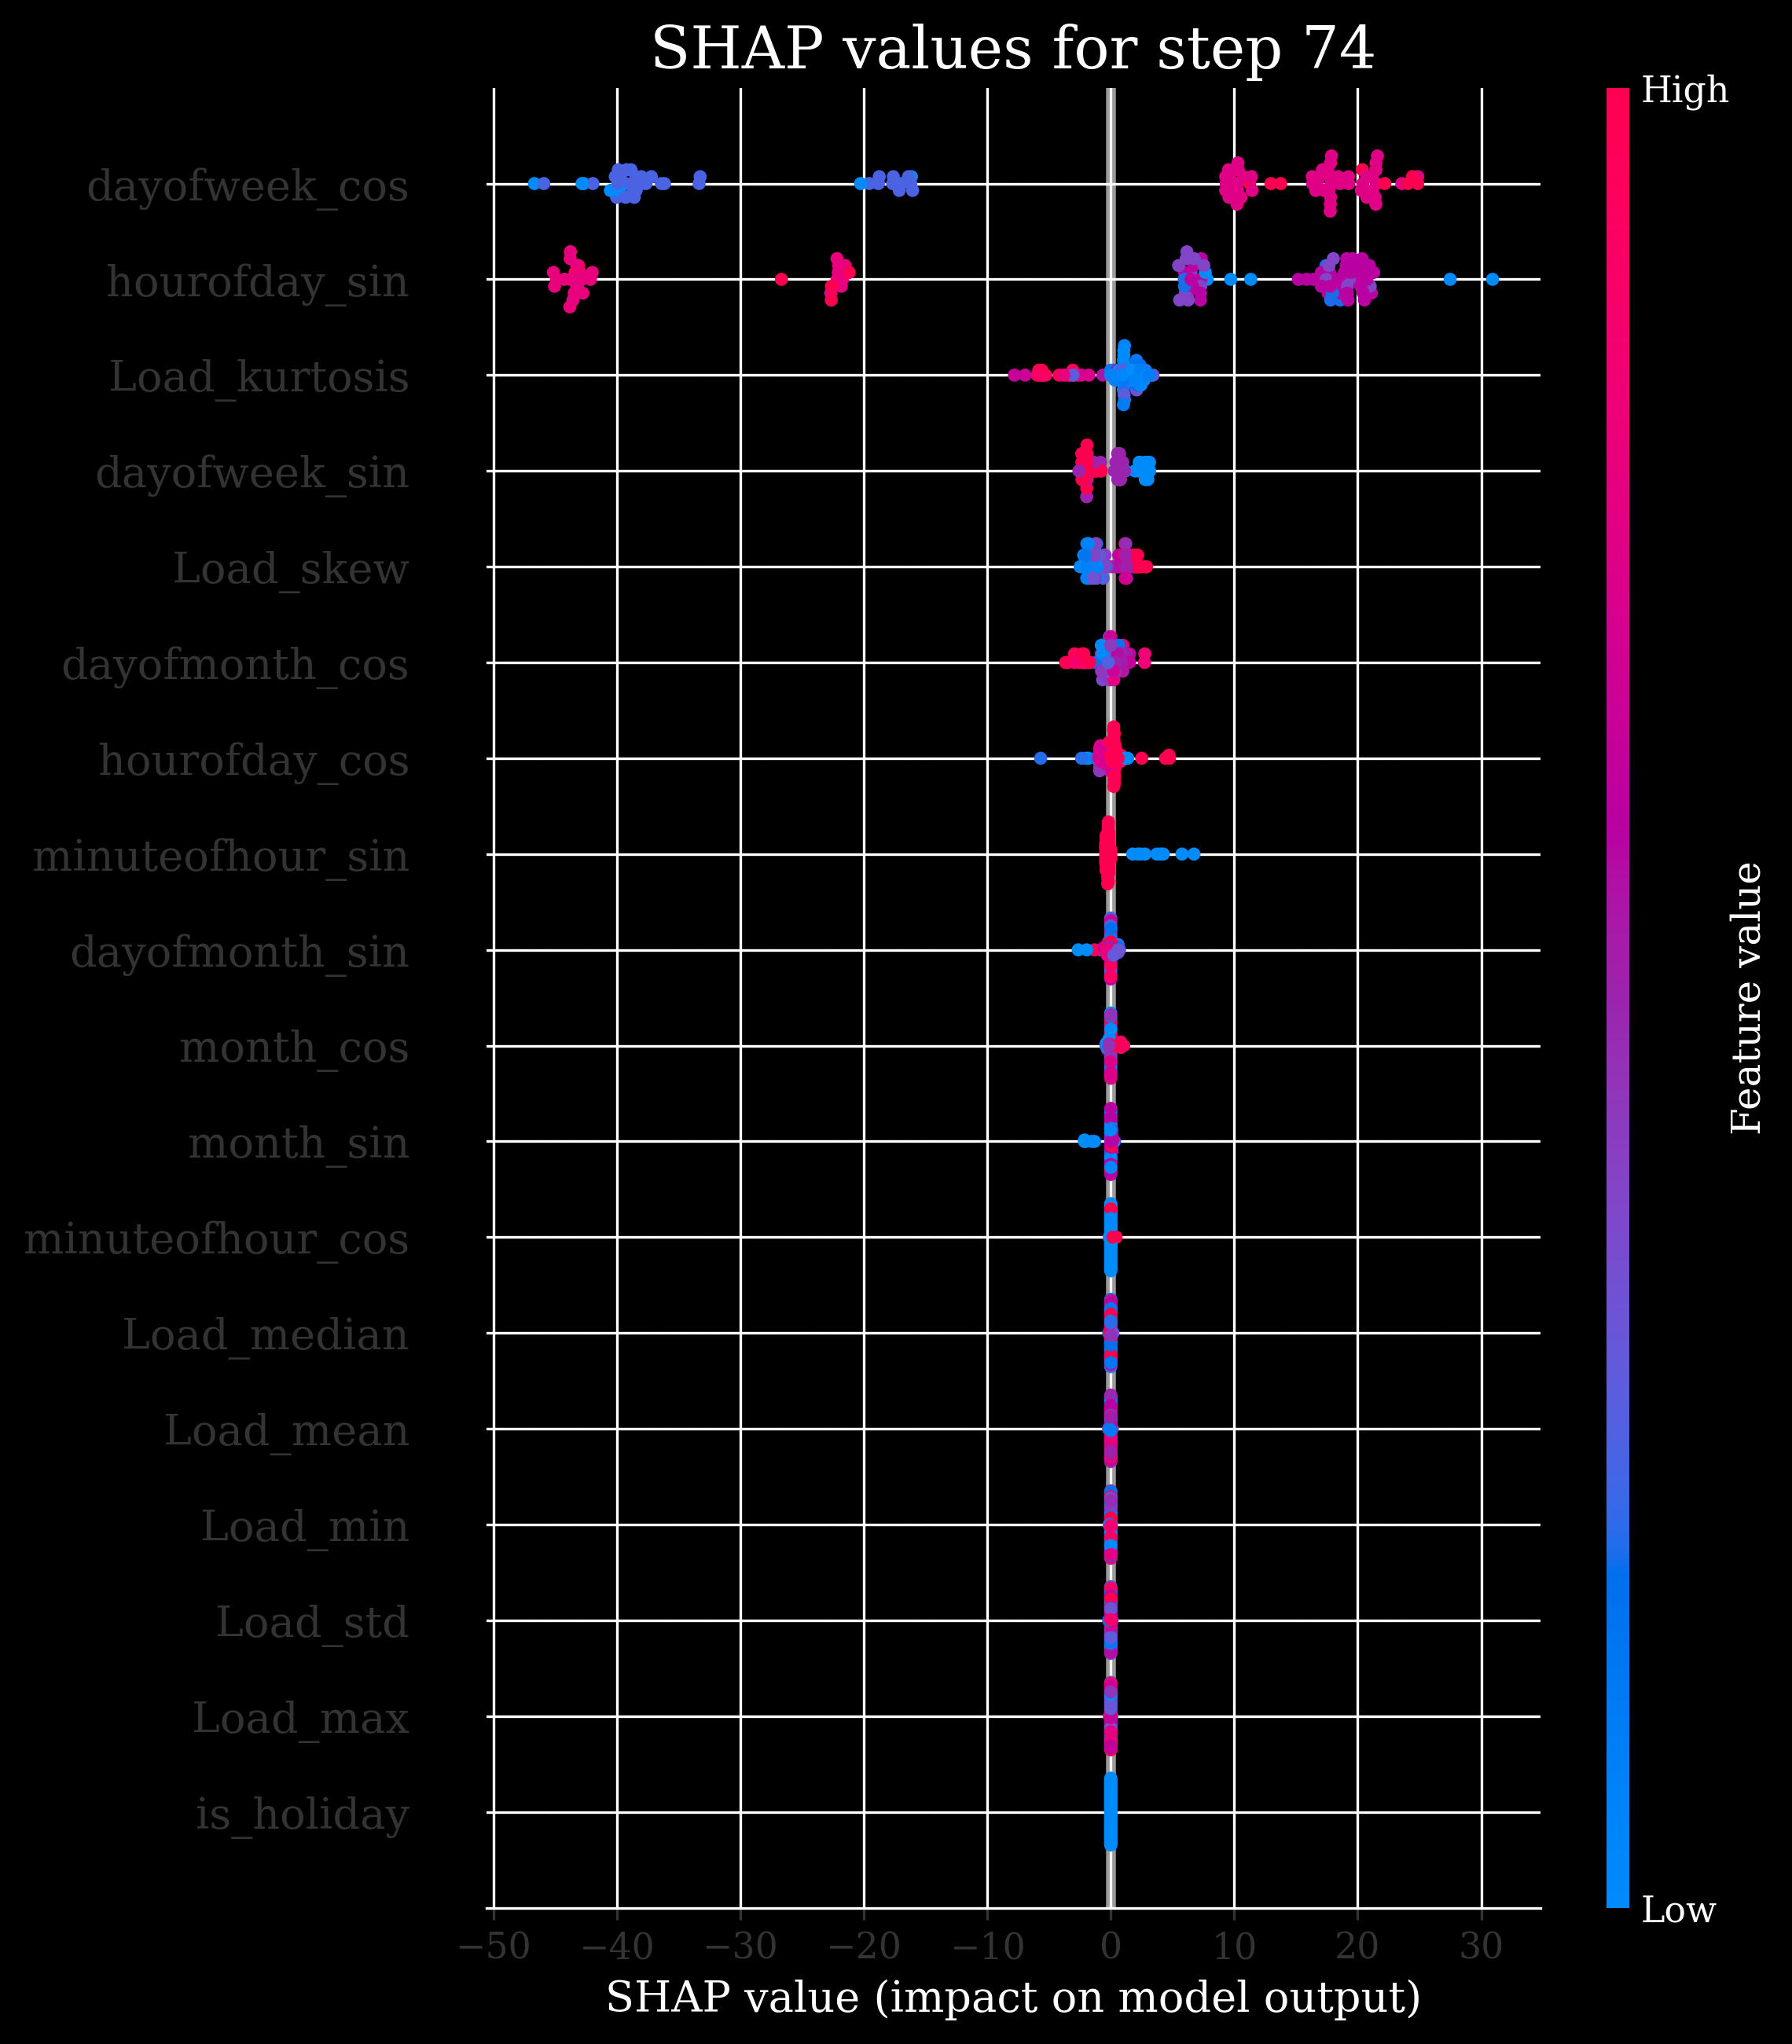 SHAP values for step 74
High
dayofweek_cos
hourofday_sin
Load_kurtosis
dayofweek_sin
Load_skew
dayofmonth_cos
hourofday_cos
minuteofhour_sin
dayofmonth_sin
month_cos
month_sin
minuteofhour_cos
Load_median
Load_mean
Load_min
Load_std
Load_max
is_holiday
Feature value
Low
−50 −40 −30 −20 −10 0 10 20 30
SHAP value (impact on model output)